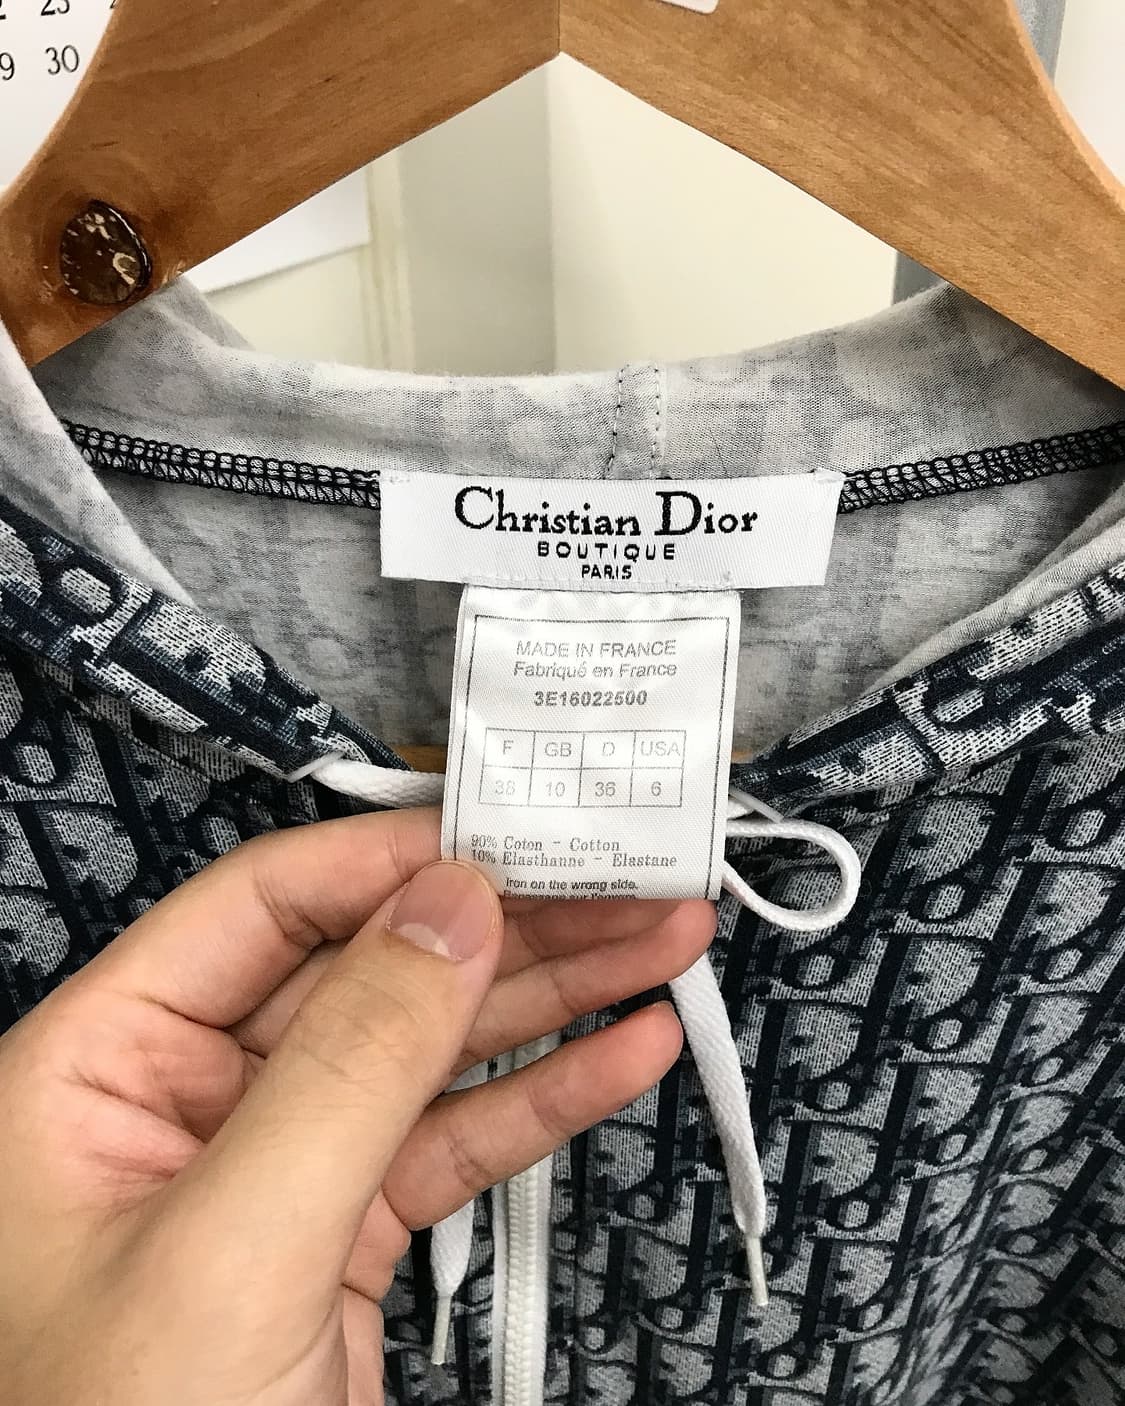 23
9 30
Christian Dior
BOUTIQUE
PARIS
MADE IN FRANCE
Fabriqué en France
3E16022500
F GB D USA
38 10 36 6
90% Coton - Cotton
10% Elasthanne - Elastane
Iron on the wrong side.